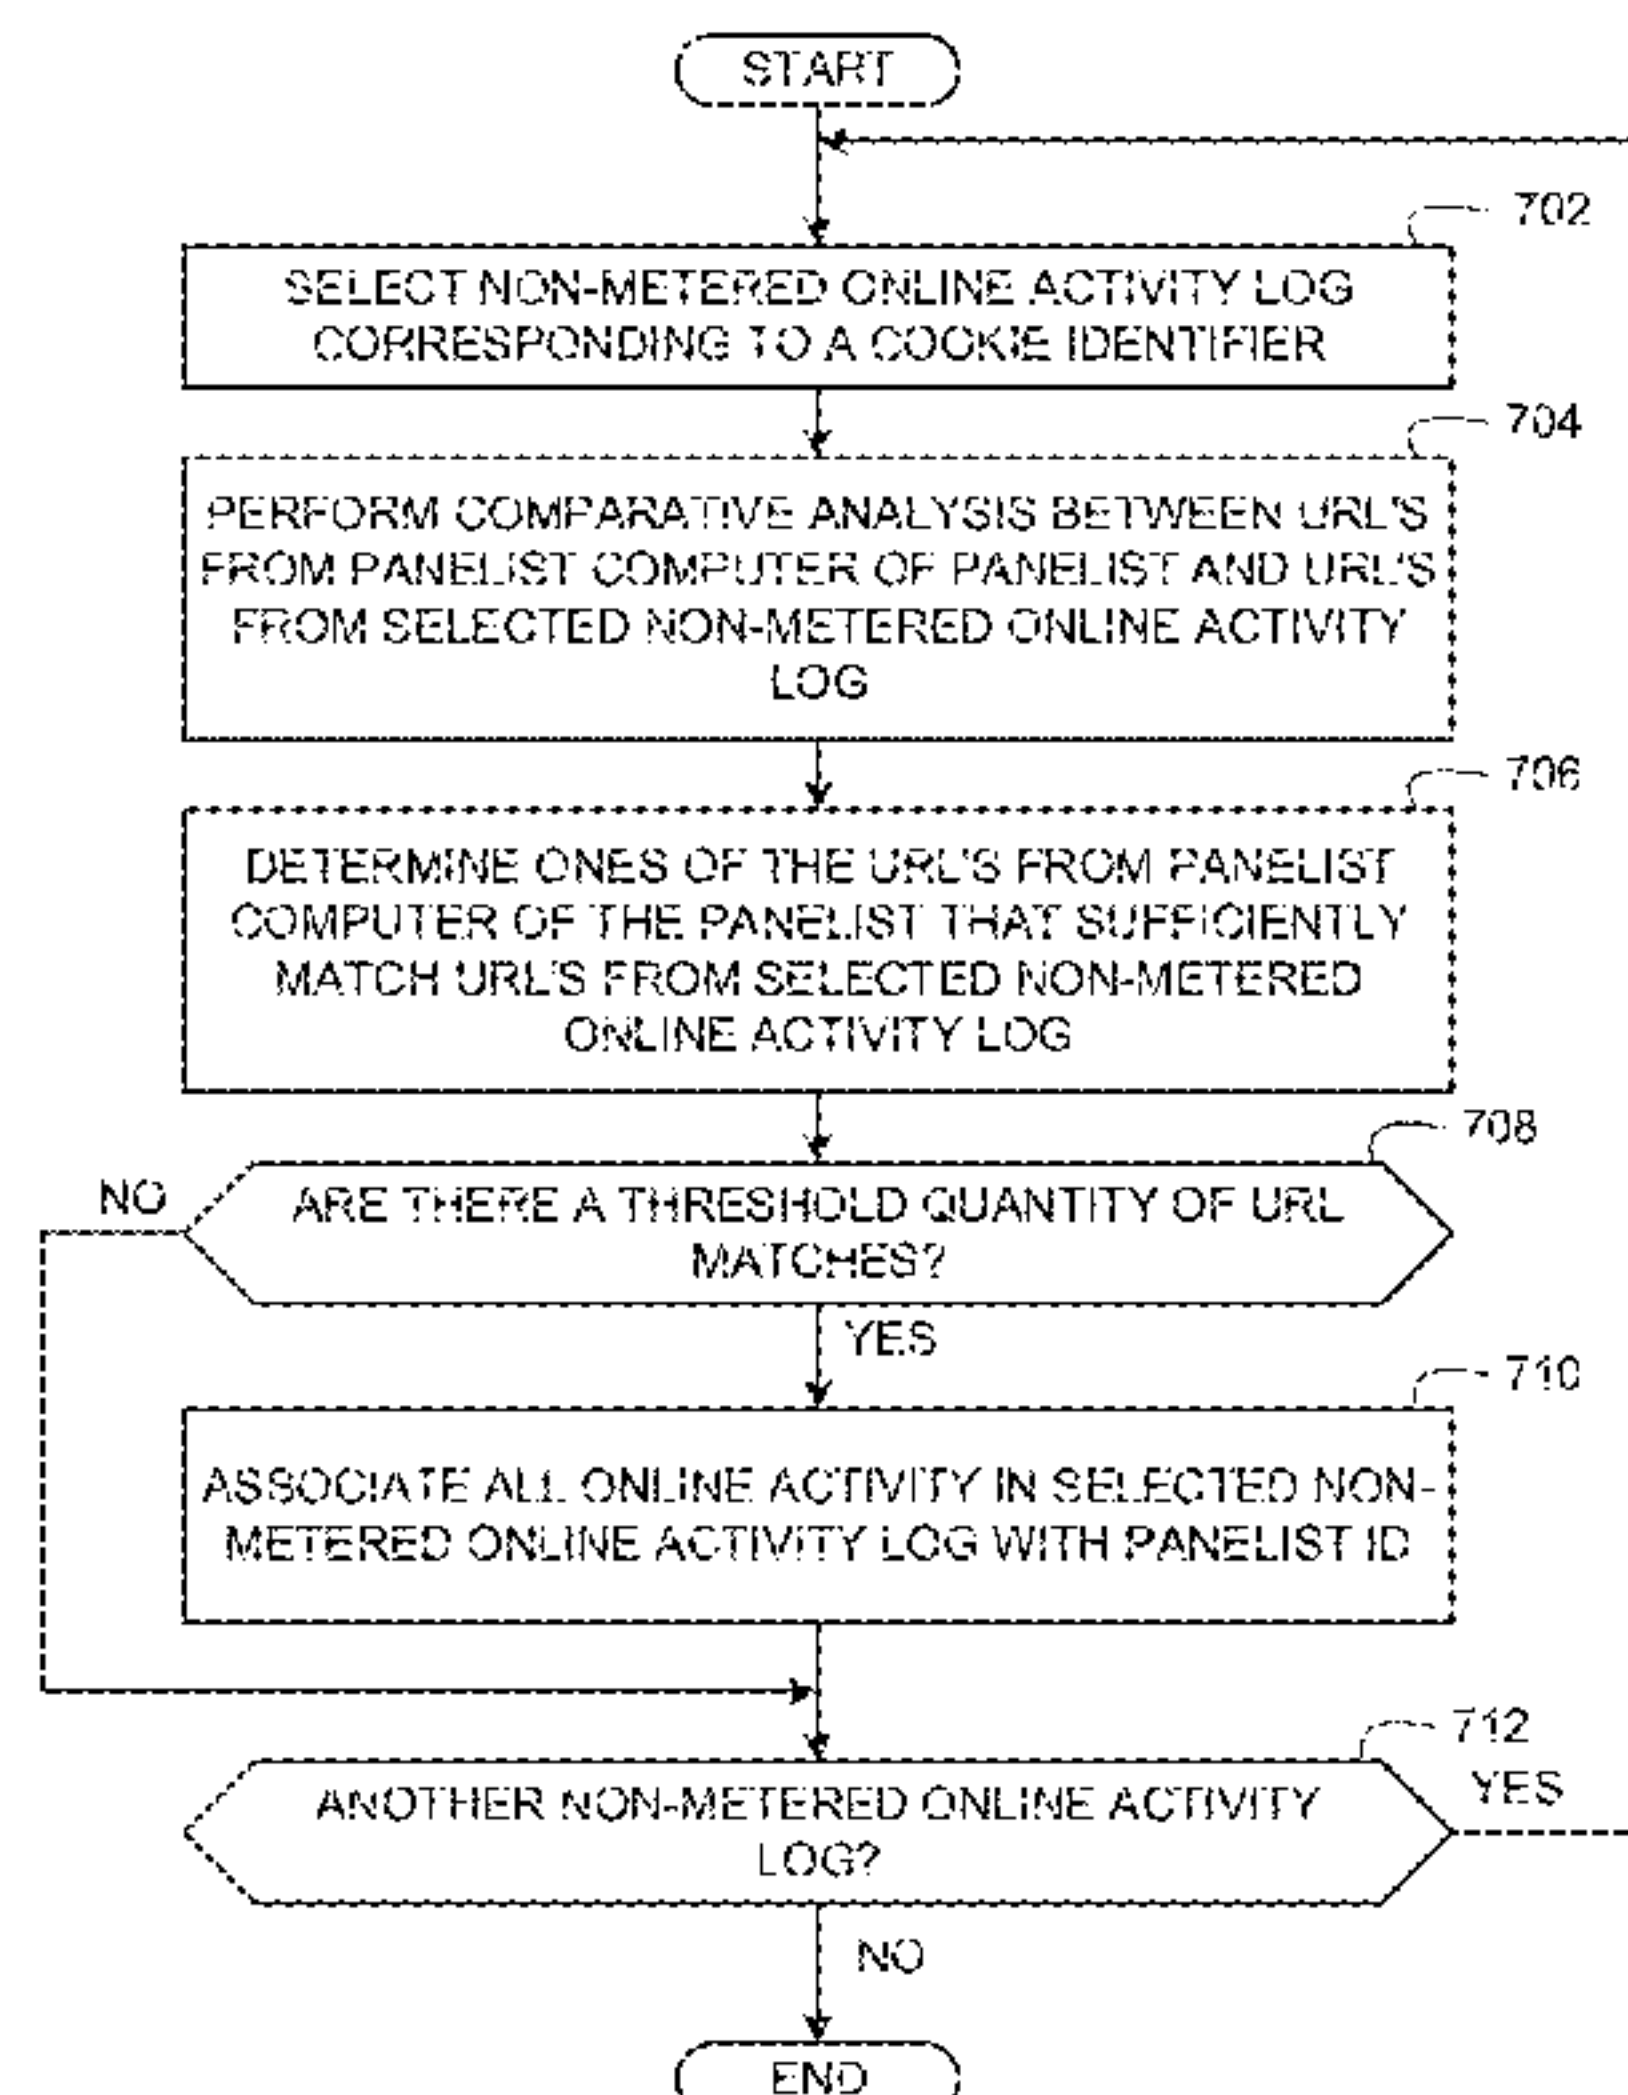 START
702
SELECT NON-METERED ONLINE ACTIVITY LOG
CORRESPONDING TO A COOKIE IDENTIFIER
704
PERFORM COMPARATIVE ANALYSIS BETWEEN URL'S
FROM PANELIST COMPUTER OF PANELIST AND URL'S
FROM SELECTED NON-METERED ONLINE ACTIVITY
LOG
706
DETERMINE ONES OF THE URL'S FROM PANELIST
COMPUTER OF THE PANELIST THAT SUFFICIENTLY
MATCH URL'S FROM SELECTED NON-METERED
ONLINE ACTIVITY LOG
708
NO
ARE THERE A THRESHOLD QUANTITY OF URL
MATCHES?
YES
710
ASSOCIATE ALL ONLINE ACTIVITY IN SELECTED NON-
METERED ONLINE ACTIVITY LOG WITH PANELIST ID
712
YES
ANOTHER NON-METERED ONLINE ACTIVITY
LOG?
NO
END